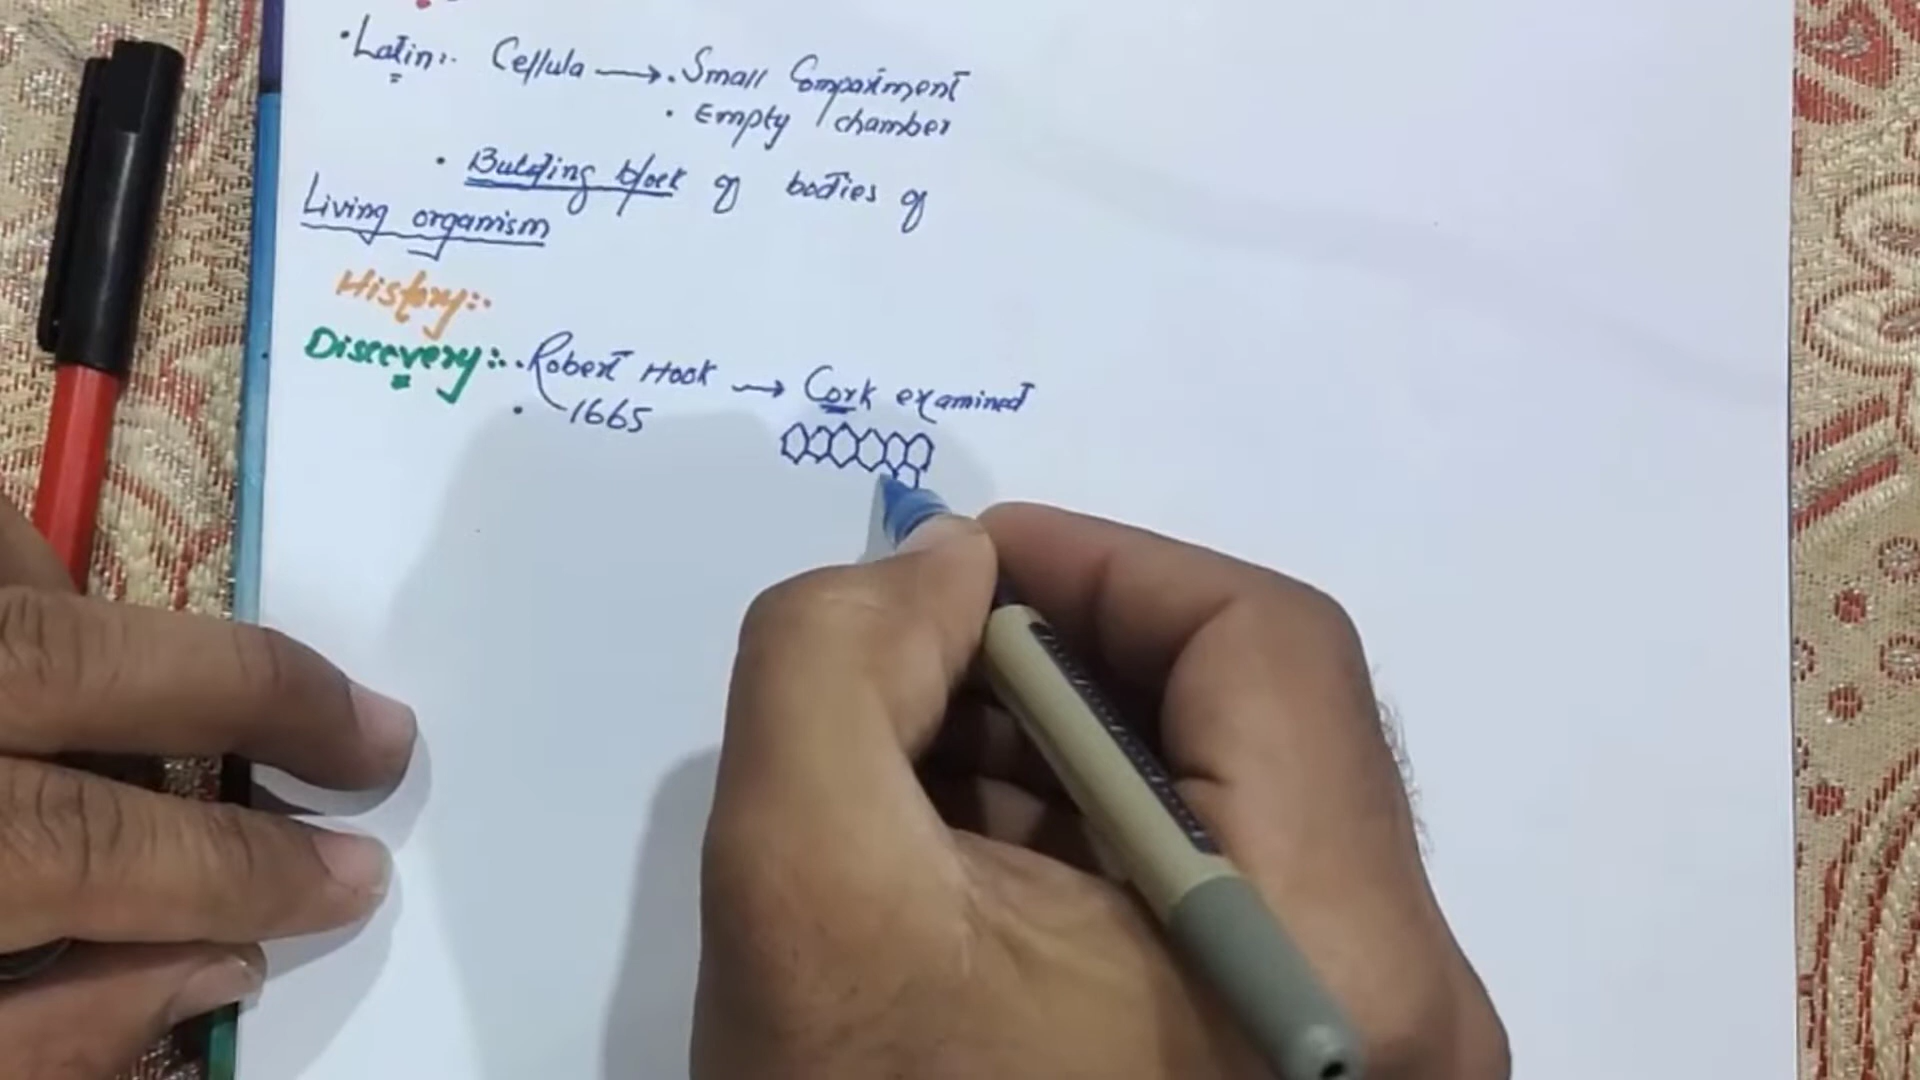 • Latin:- Cellula → • Small Compartment
• Empty chamber
• Building block of bodies of
Living organism
History:-
Discovery:- • Robert Hook → Cork examined
• 1665